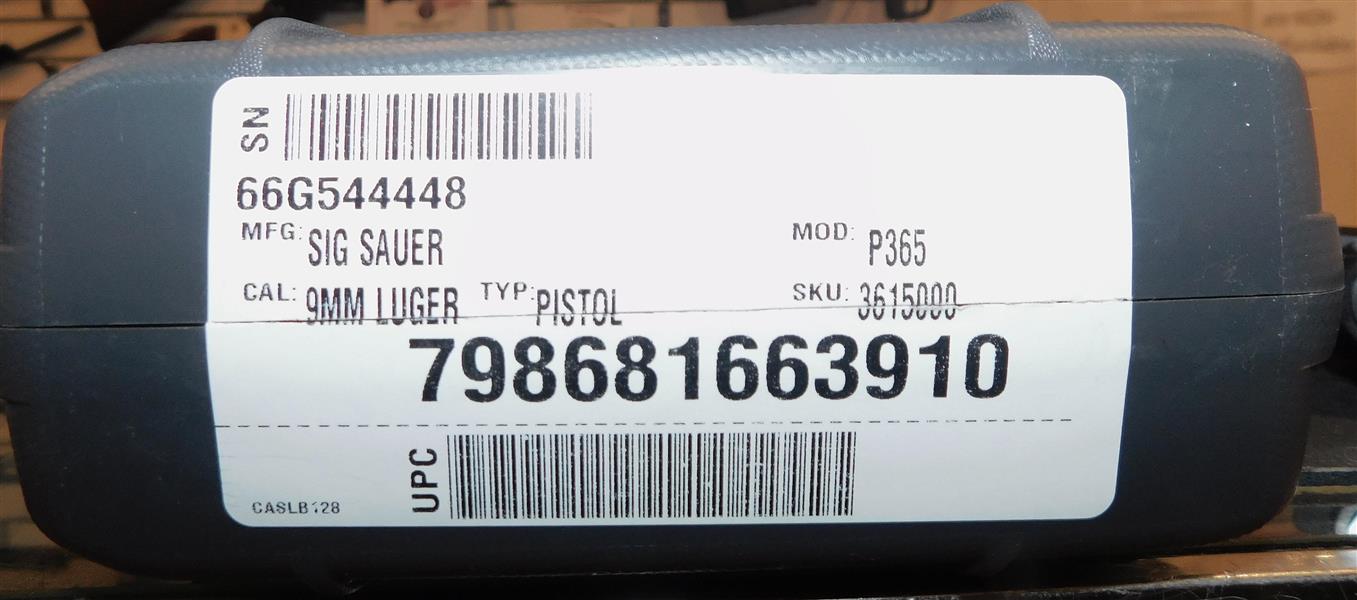 SN
66G544448
MFG: SIG SAUER MOD: P365
CAL: 9MM LUGER TYP: PISTOL SKU: 3615000
798681663910
UPC
CASLB128